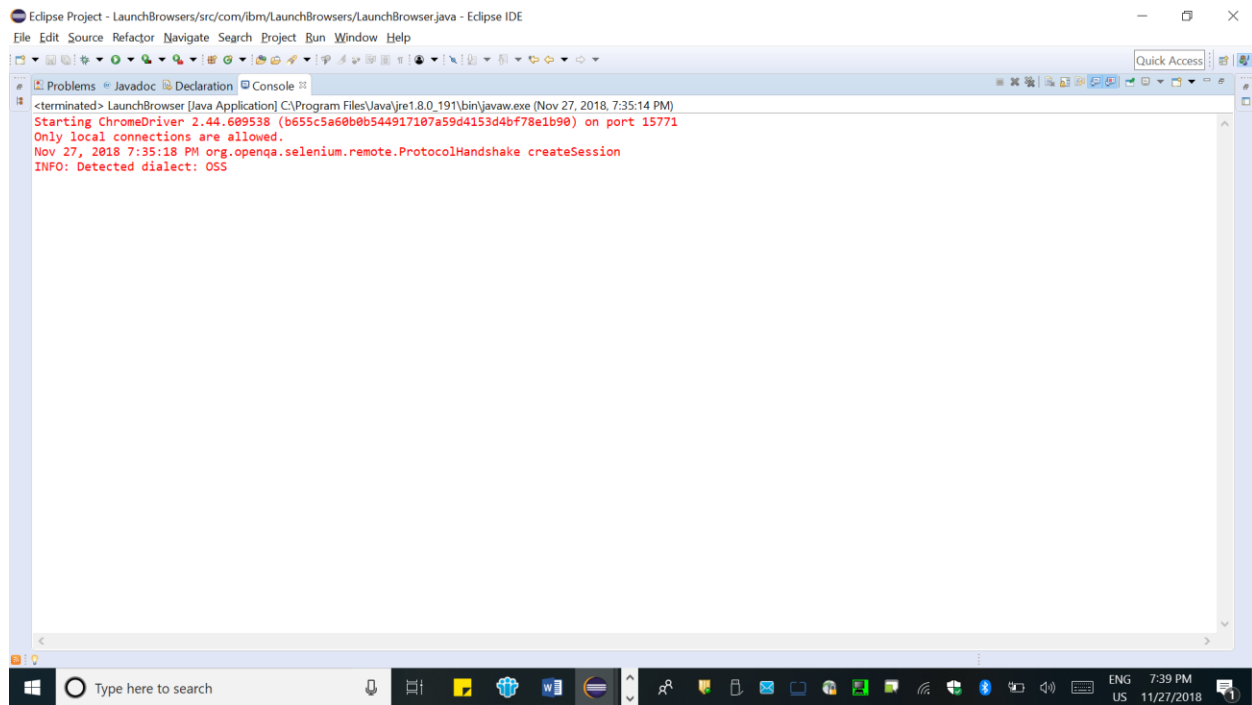 Eclipse Project - LaunchBrowsers/src/com/ibm/LaunchBrowsers/LaunchBrowser.java - Eclipse IDE
File Edit Source Refactor Navigate Search Project Run Window Help
Quick Access
Problems Javadoc Declaration Console
<terminated> LaunchBrowser [Java Application] C:\Program Files\Java\jre1.8.0_191\bin\javaw.exe (Nov 27, 2018, 7:35:14 PM)
Starting ChromeDriver 2.44.609538 (b655c5a60b0b544917107a59d4153d4bf78e1b90) on port 15771
Only local connections are allowed.
Nov 27, 2018 7:35:18 PM org.openqa.selenium.remote.ProtocolHandshake createSession
INFO: Detected dialect: OSS
Type here to search
ENG 7:39 PM
US 11/27/2018
1